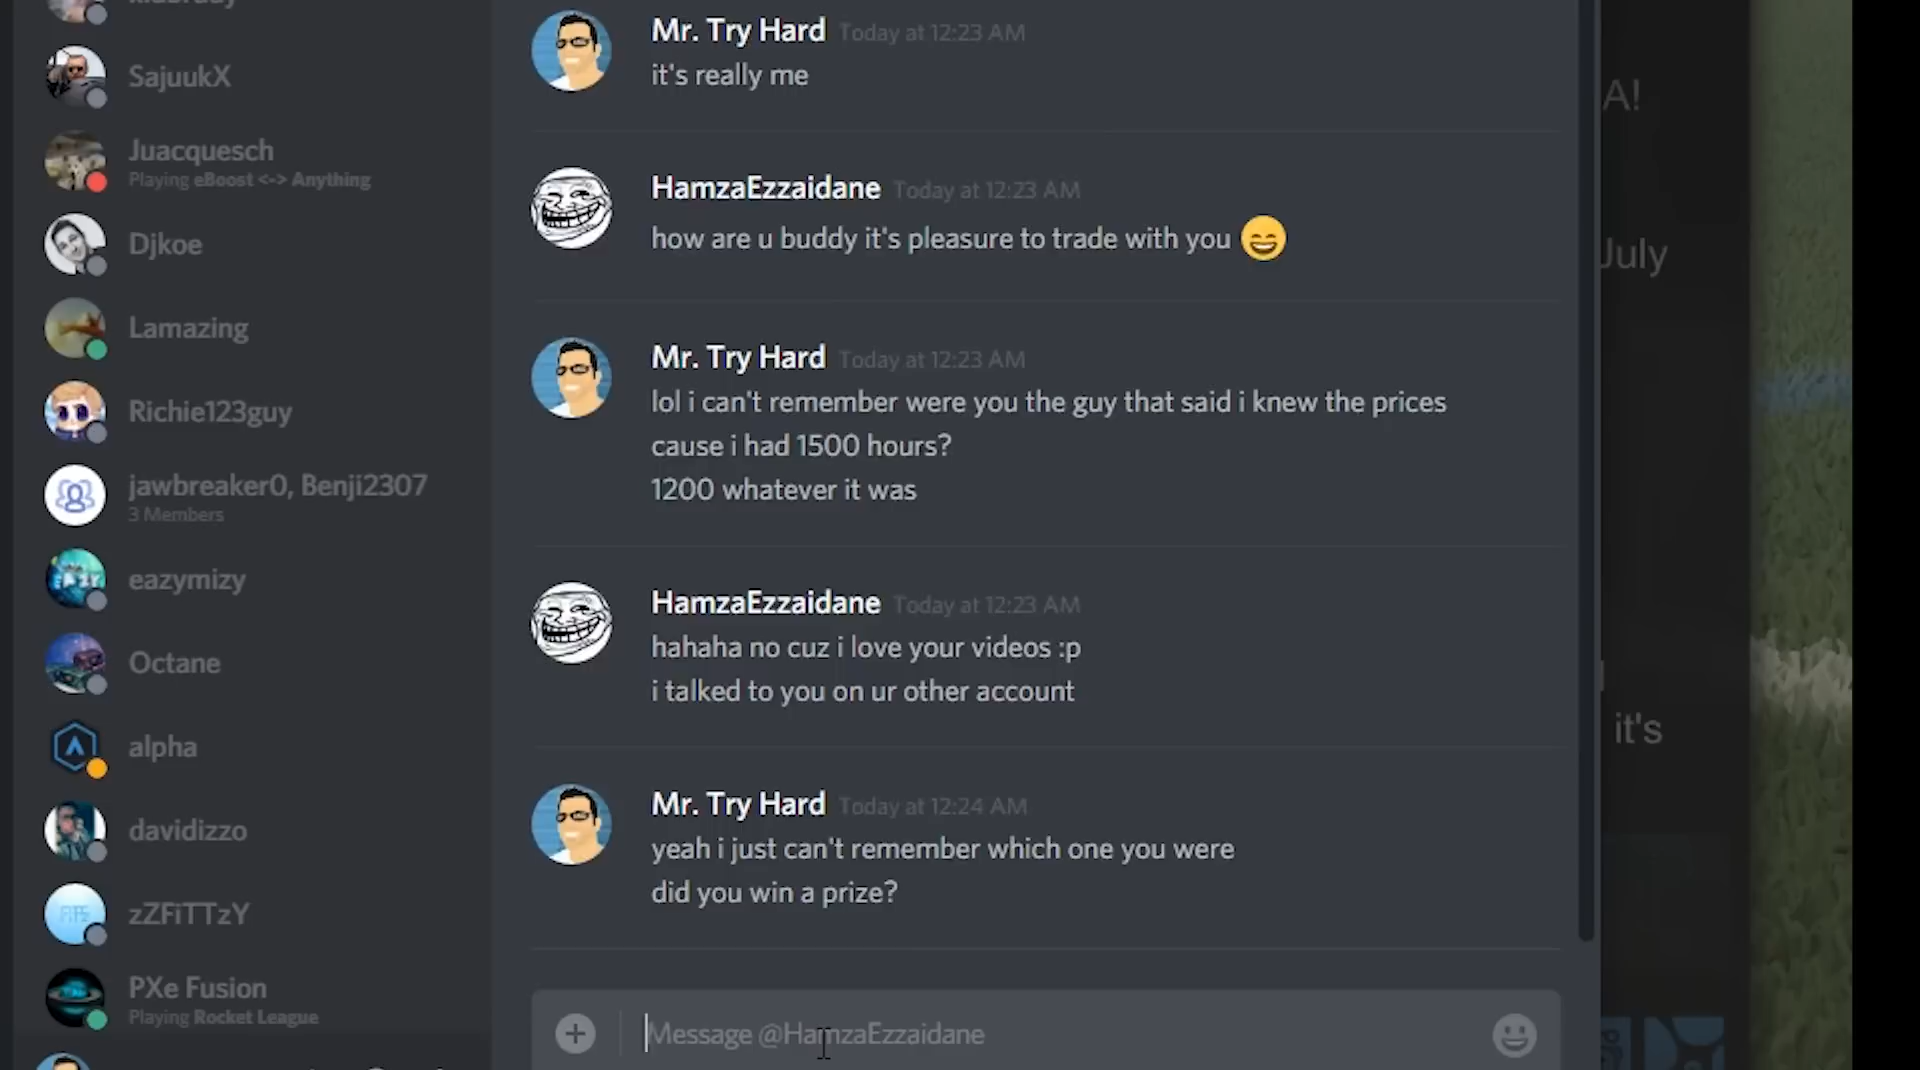 SajuukX
Juacquesch
Playing eBoost <-> Anything
Djkoe
Lamazing
Richie123guy
jawbreaker0, Benji2307
3 Members
eazymizy
Octane
alpha
davidizzo
zZFiTTzY
PXe Fusion
Playing Rocket League
Mr. Try Hard Today at 12:23 AM
it's really me
HamzaEzzaidane Today at 12:23 AM
how are u buddy it's pleasure to trade with you 😄
Mr. Try Hard Today at 12:23 AM
lol i can't remember were you the guy that said i knew the prices
cause i had 1500 hours?
1200 whatever it was
HamzaEzzaidane Today at 12:23 AM
hahaha no cuz i love your videos :p
i talked to you on ur other account
Mr. Try Hard Today at 12:24 AM
yeah i just can't remember which one you were
did you win a prize?
Message @HamzaEzzaidane
A!
July
it's